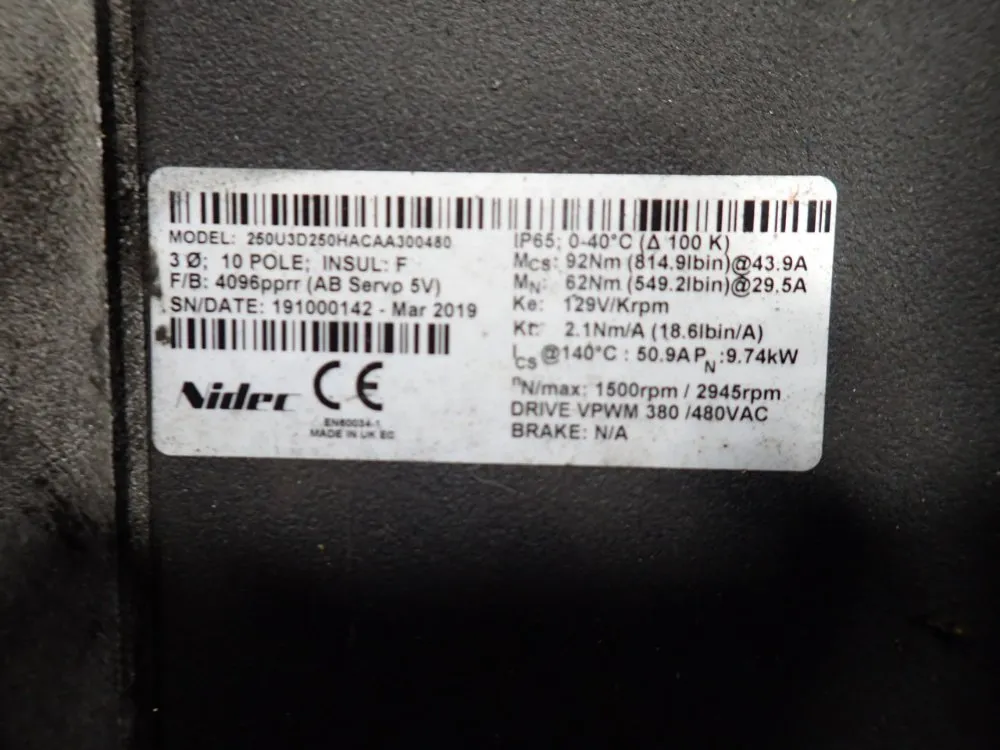 MODEL: 250U3D250HACAA300480
3 Ø; 10 POLE; INSUL: F
F/B: 4096pprr (AB Servp 5V)
SN/DATE: 191000142 - Mar 2019
Nidec CE
EN60034-1
MADE IN UK EC
IP65; 0-40°C (Δ 100 K)
MCS: 92Nm (814.9lbin)@43.9A
MN: 62Nm (549.2lbin)@29.5A
Ke: 129V/Krpm
Kt: 2.1Nm/A (18.6lbin/A)
ICS @140°C : 50.9A PN:9.74kW
nN/max: 1500rpm / 2945rpm
DRIVE VPWM 380 /480VAC
BRAKE: N/A